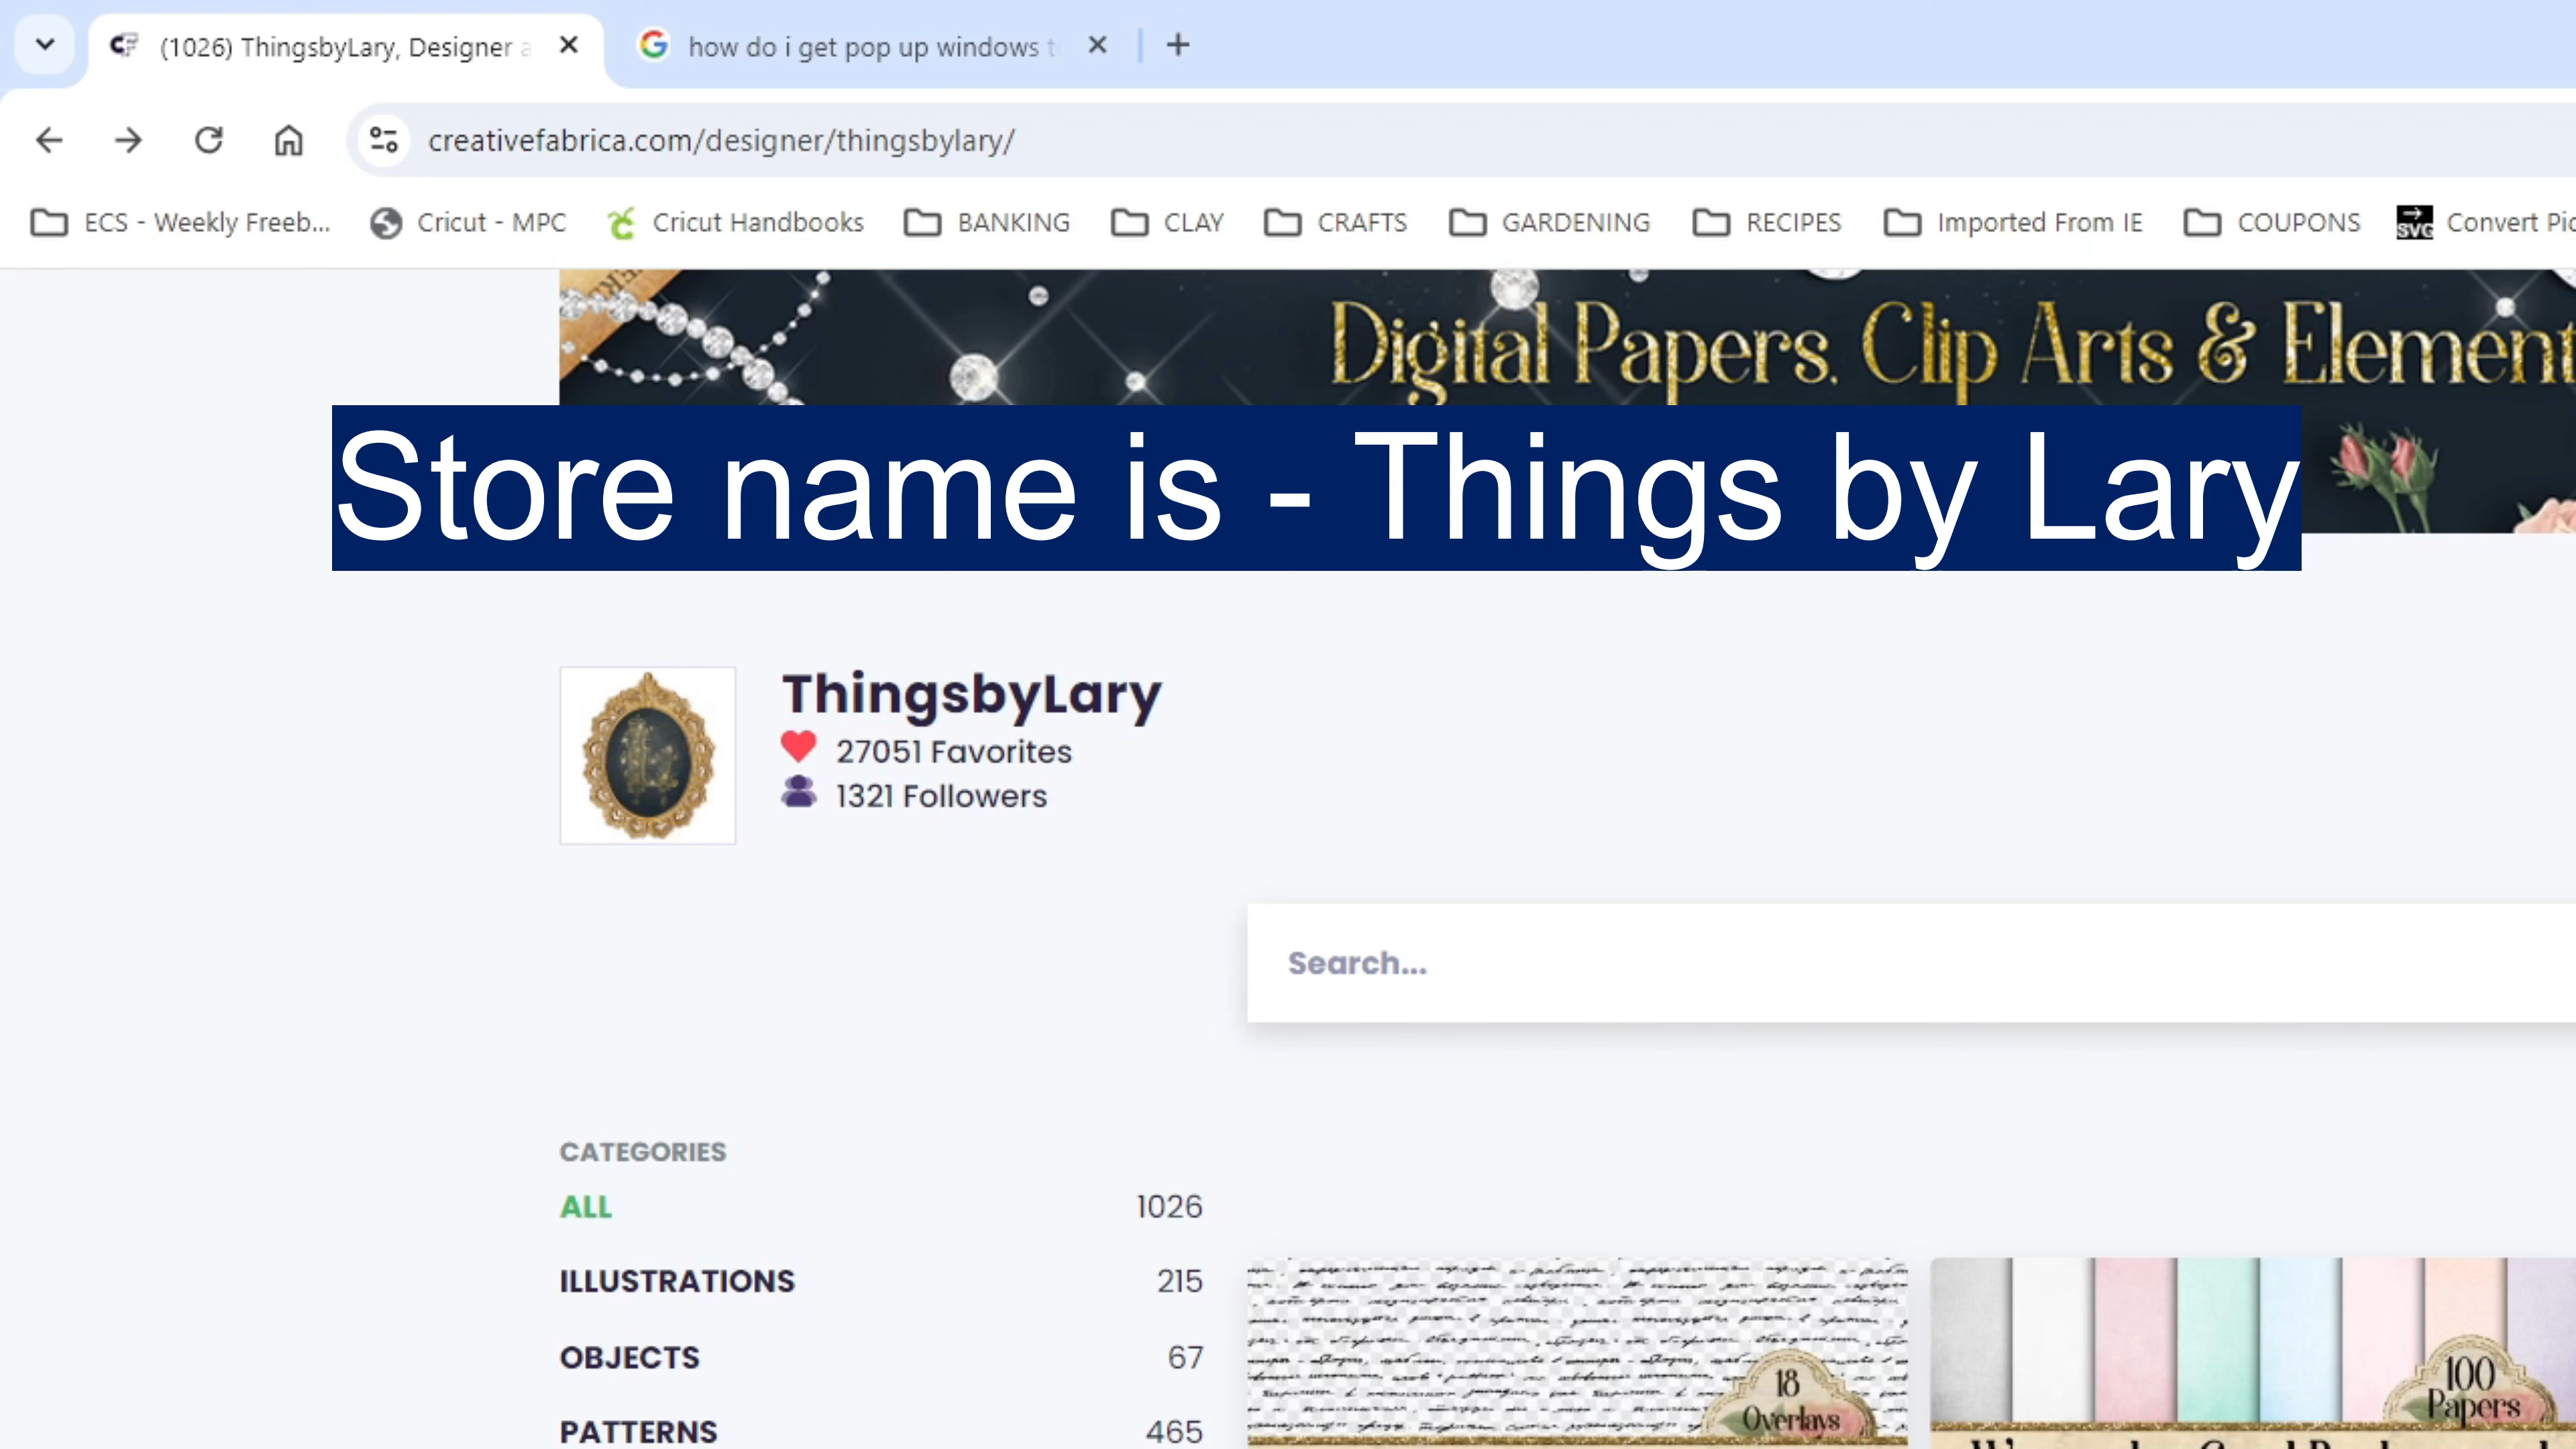 (1026) ThingsbyLary, Designer
how do i get pop up windows
creativefabrica.com/designer/thingsbylary/
ECS - Weekly Freeb... Cricut - MPC Cricut Handbooks BANKING CLAY CRAFTS GARDENING RECIPES Imported From IE COUPONS SVG Convert
Digital Papers, Clip Arts & Element
Store name is - Things by Lary
ThingsbyLary
27051 Favorites
1321 Followers
Search...
CATEGORIES
ALL 1026
ILLUSTRATIONS 215
OBJECTS 67
PATTERNS 465
18
Overlays
100
Papers